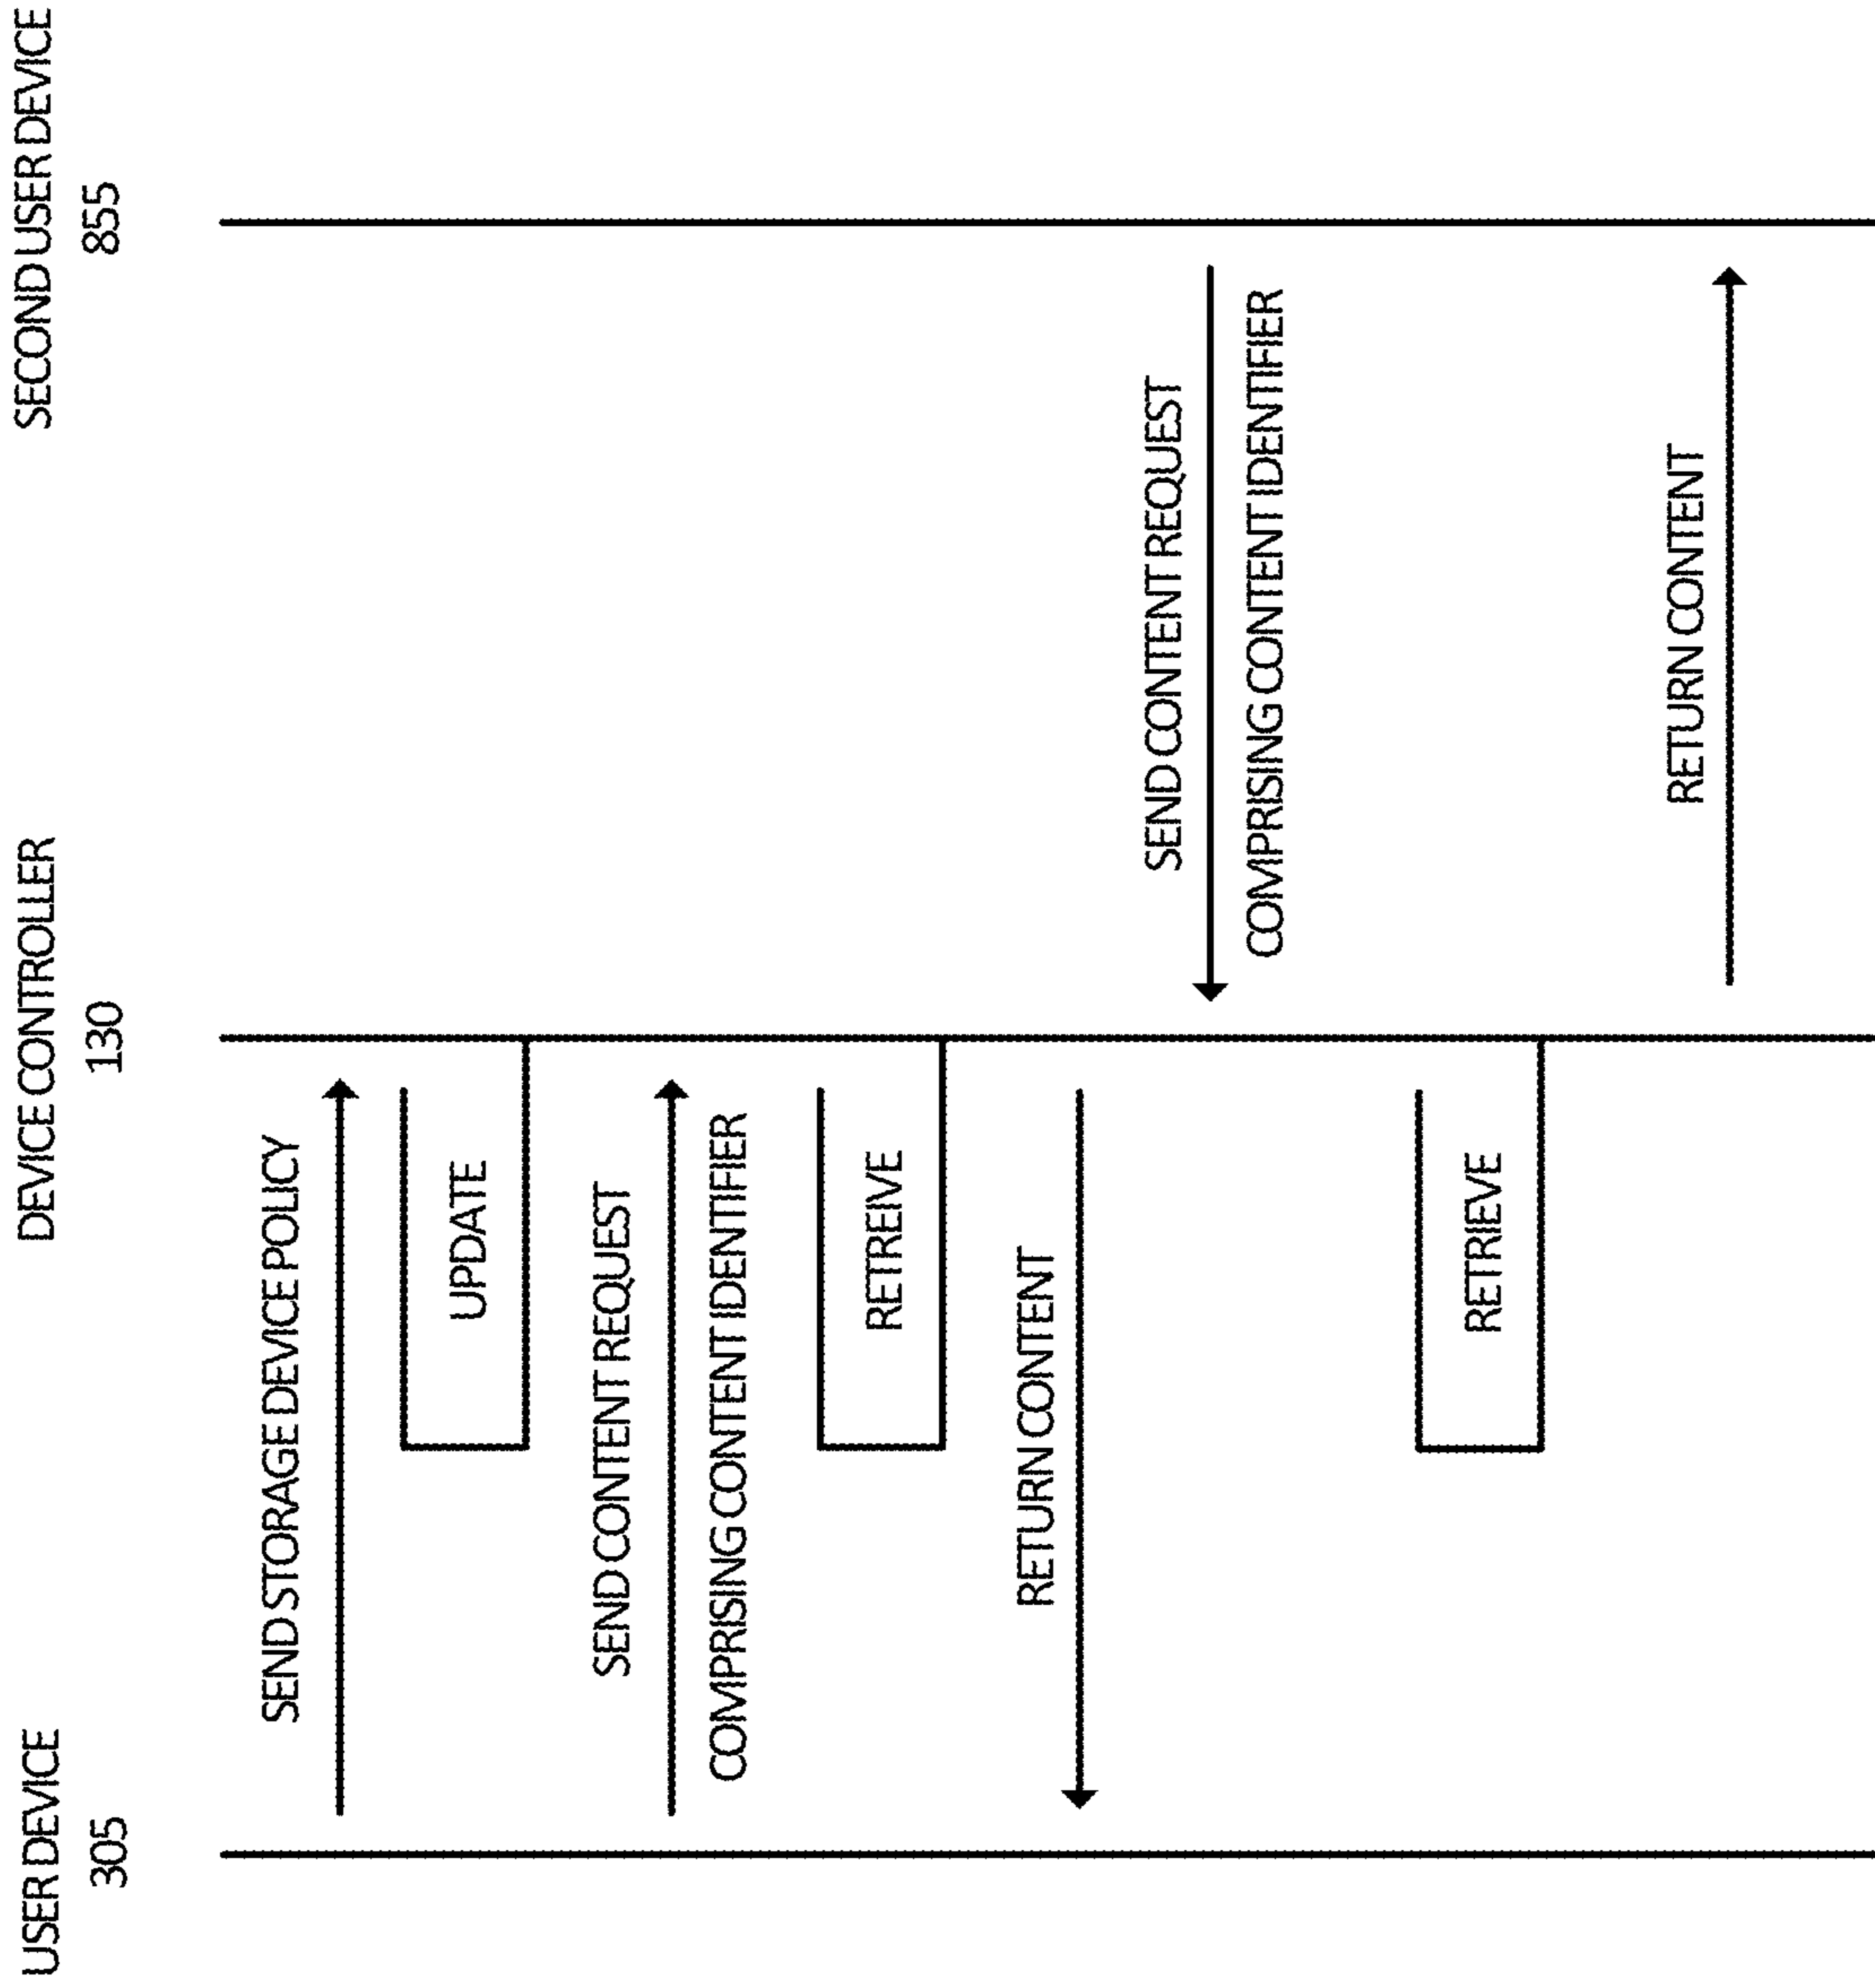 USER DEVICE
305
DEVICE CONTROLLER
130
SECOND USER DEVICE
855
SEND STORAGE DEVICE POLICY
UPDATE
SEND CONTENT REQUEST
COMPRISING CONTENT IDENTIFIER
RETREIVE
RETURN CONTENT
SEND CONTENT REQUEST
COMPRISING CONTENT IDENTIFIER
RETRIEVE
RETURN CONTENT